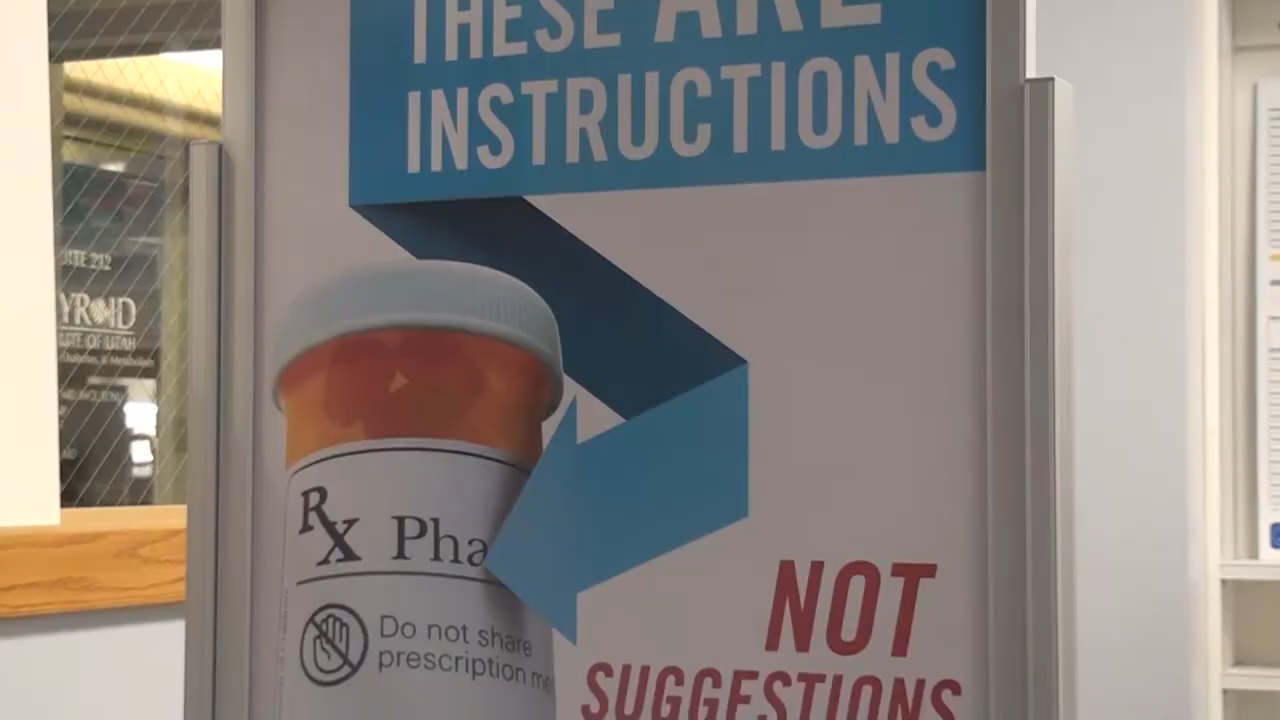 THESE ARE
INSTRUCTIONS
SUITE 212
Rx Pha
Do not share
prescription me
NOT
SUGGESTIONS